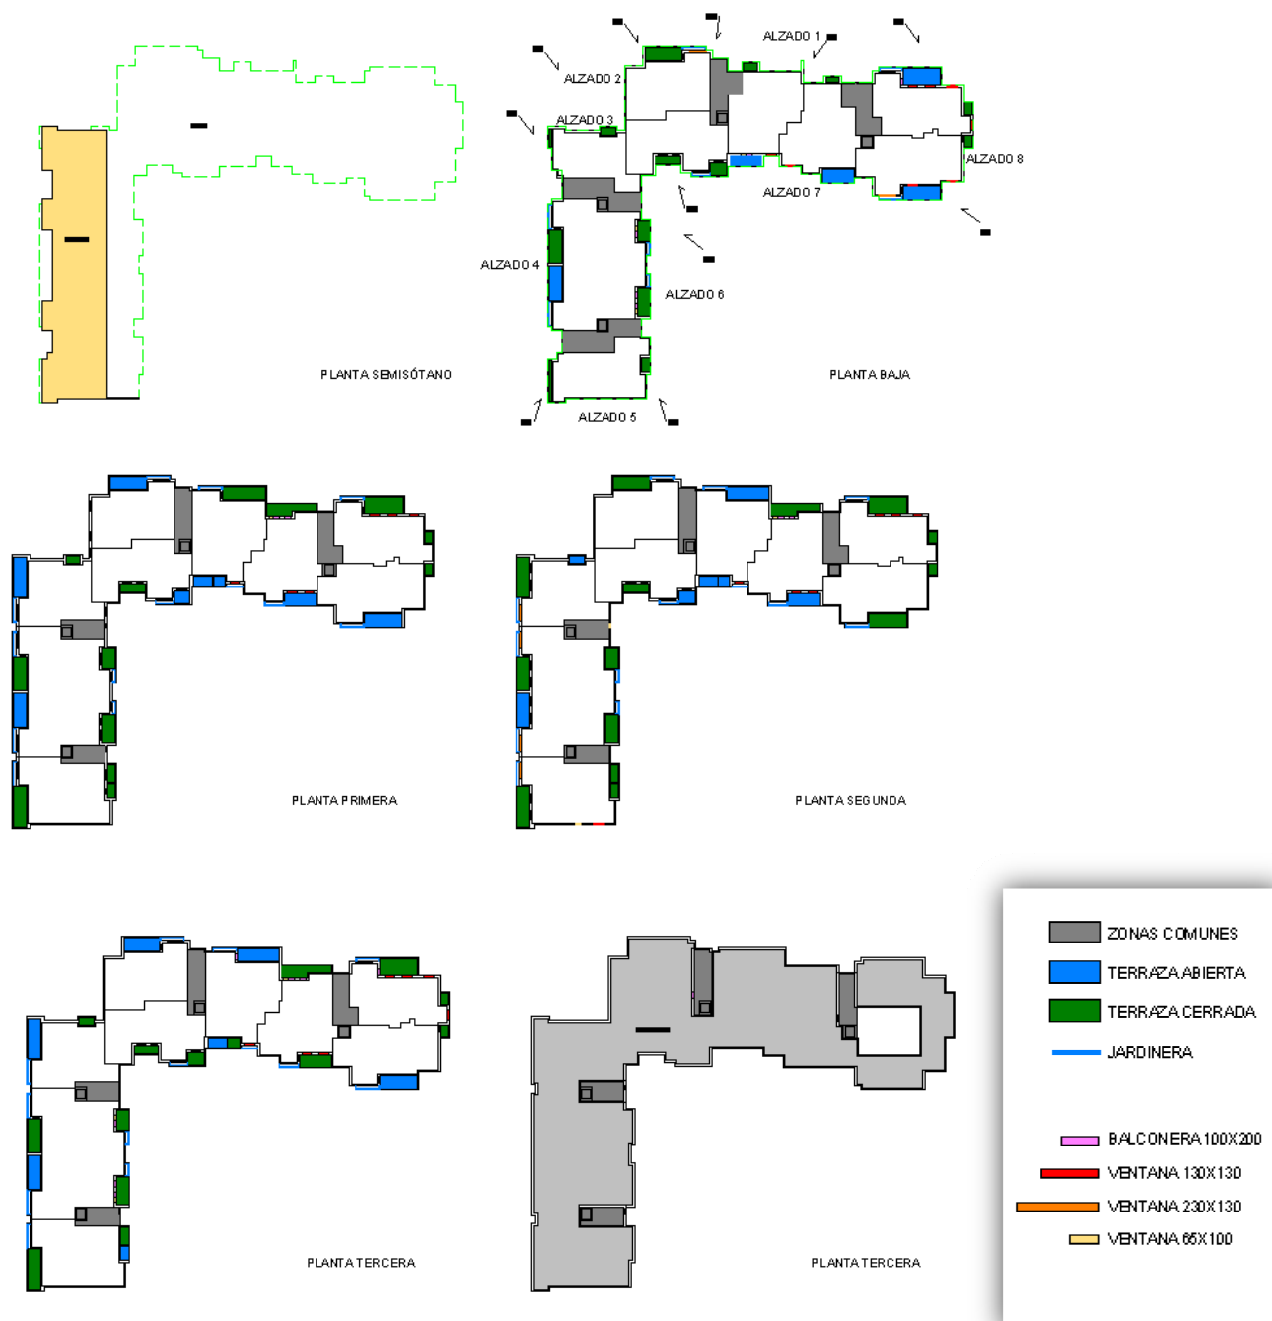 ALZADO 1
ALZADO 2
ALZADO 3
ALZADO 8
ALZADO 7
ALZADO 4
ALZADO 6
PLANTA SEMISÓTANO
PLANTA BAJA
ALZADO 5
PLANTA PRIMERA
PLANTA SEGUNDA
ZONAS COMUNES
TERRAZA ABIERTA
TERRAZA CERRADA
JARDINERA
BALCONERA 100X200
VENTANA 130X130
VENTANA 230X130
VENTANA 65X100
PLANTA TERCERA
PLANTA TERCERA